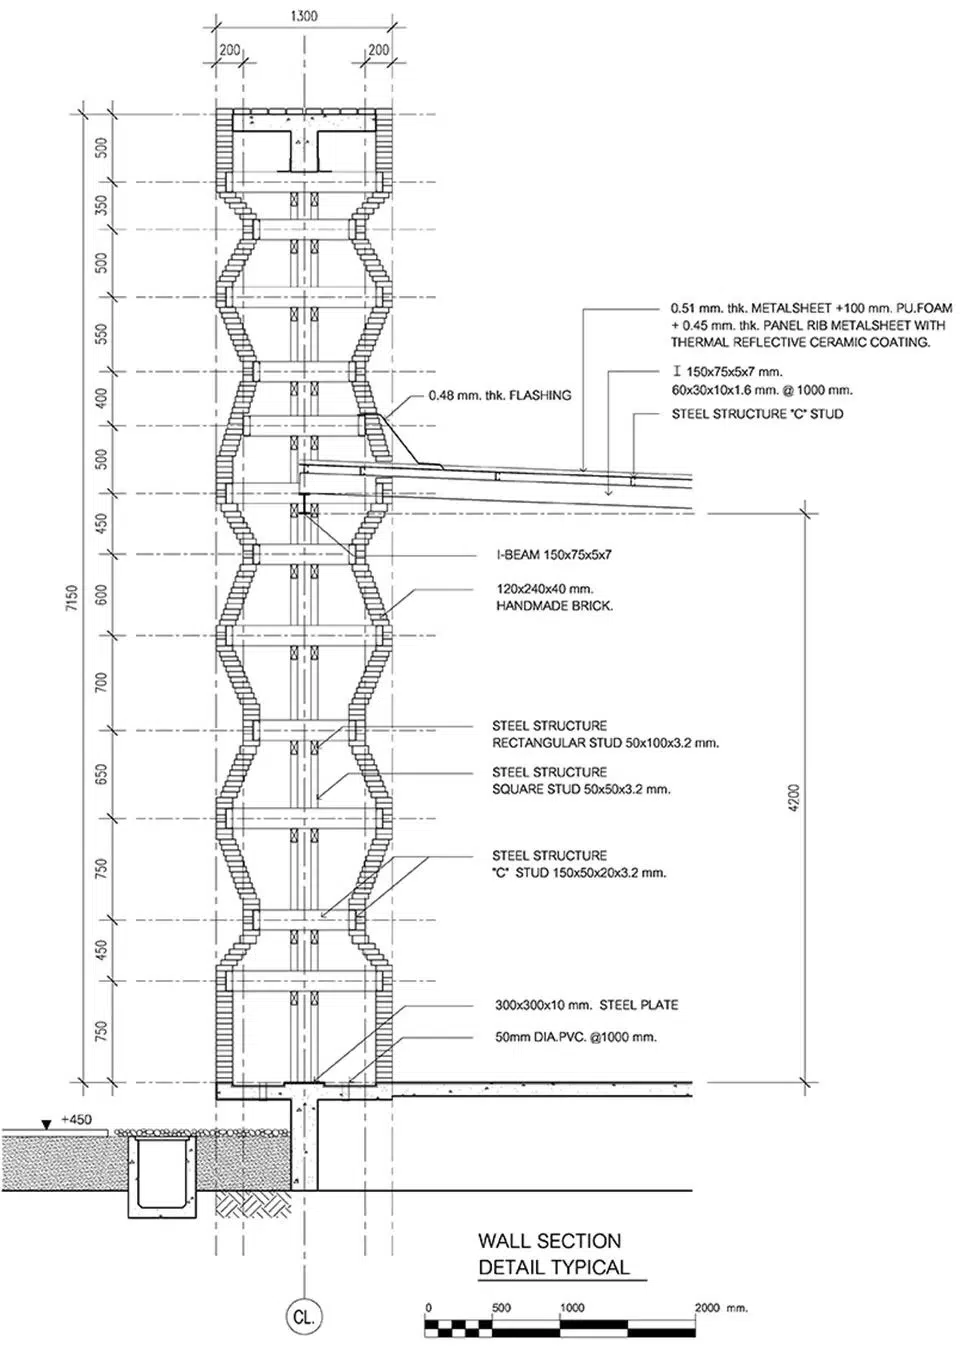 1300
200
200
500
350
500
550
400
500
450
600
700
650
750
450
750
7150
0.51 mm. thk. METALSHEET +100 mm. PU.FOAM
+ 0.45 mm. thk. PANEL RIB METALSHEET WITH
THERMAL REFLECTIVE CERAMIC COATING.
I 150x75x5x7 mm.
60x30x10x1.6 mm. @ 1000 mm.
0.48 mm. thk. FLASHING
STEEL STRUCTURE "C" STUD
I-BEAM 150x75x5x7
120x240x40 mm.
HANDMADE BRICK.
STEEL STRUCTURE
RECTANGULAR STUD 50x100x3.2 mm.
STEEL STRUCTURE
SQUARE STUD 50x50x3.2 mm.
4200
STEEL STRUCTURE
"C" STUD 150x50x20x3.2 mm.
300x300x10 mm. STEEL PLATE
50mm DIA.PVC. @1000 mm.
+450
WALL SECTION
DETAIL TYPICAL
CL.
0 500 1000 2000 mm.